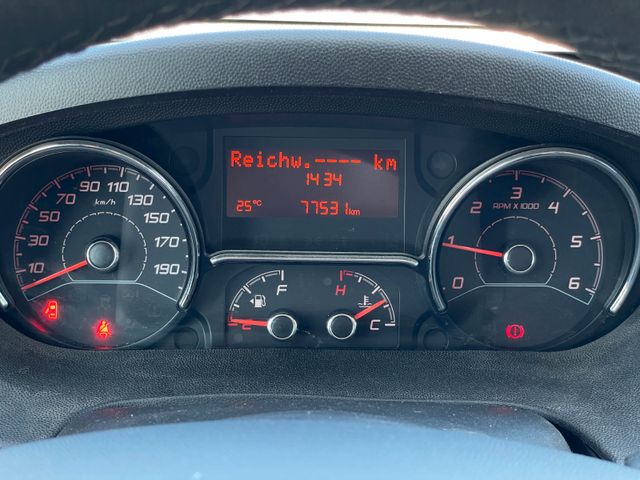 Reichw.---- km
1434
25°C 77531km
10 30 50 70 90 110 130 150 170 190
km/h
E F
H C
0 1 2 3 4 5 6
RPM X 1000